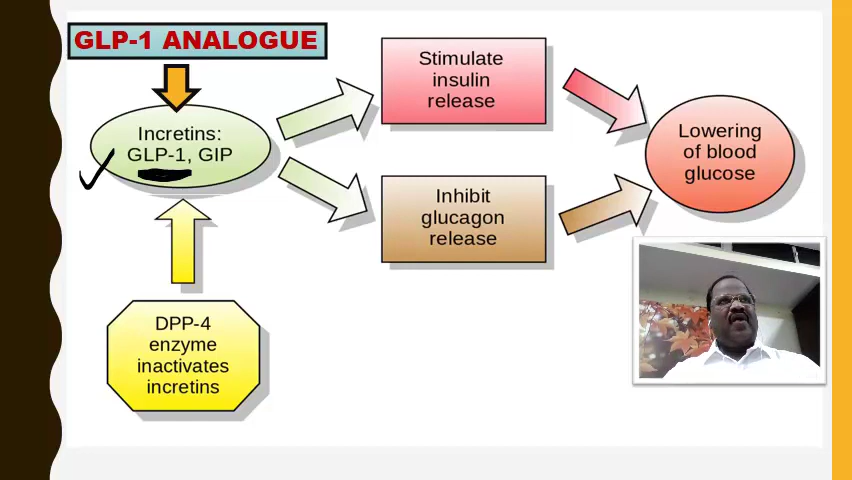 GLP-1 ANALOGUE
Incretins:
GLP-1, GIP
Stimulate
insulin
release
Inhibit
glucagon
release
Lowering
of blood
glucose
DPP-4
enzyme
inactivates
incretins